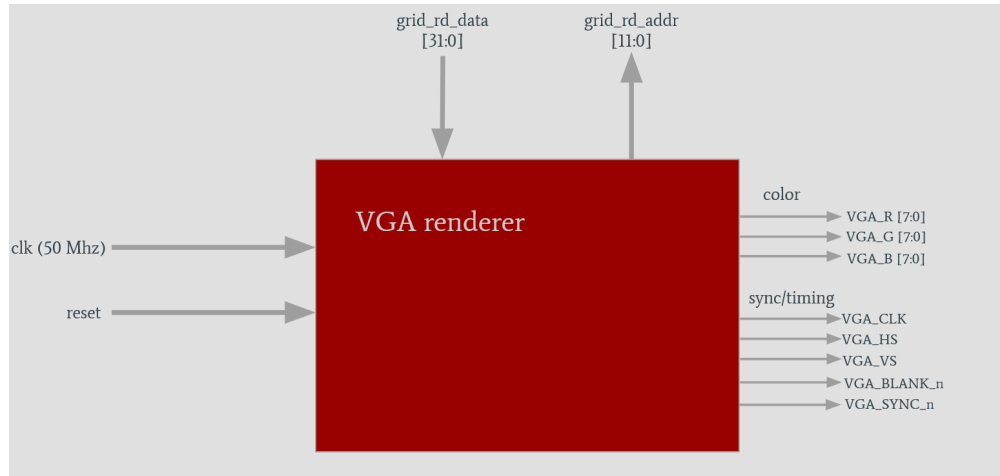 grid_rd_data
[31:0]
grid_rd_addr
[11:0]
VGA renderer
clk (50 Mhz)
reset
color
VGA_R [7:0]
VGA_G [7:0]
VGA_B [7:0]
sync/timing
VGA_CLK
VGA_HS
VGA_VS
VGA_BLANK_n
VGA_SYNC_n